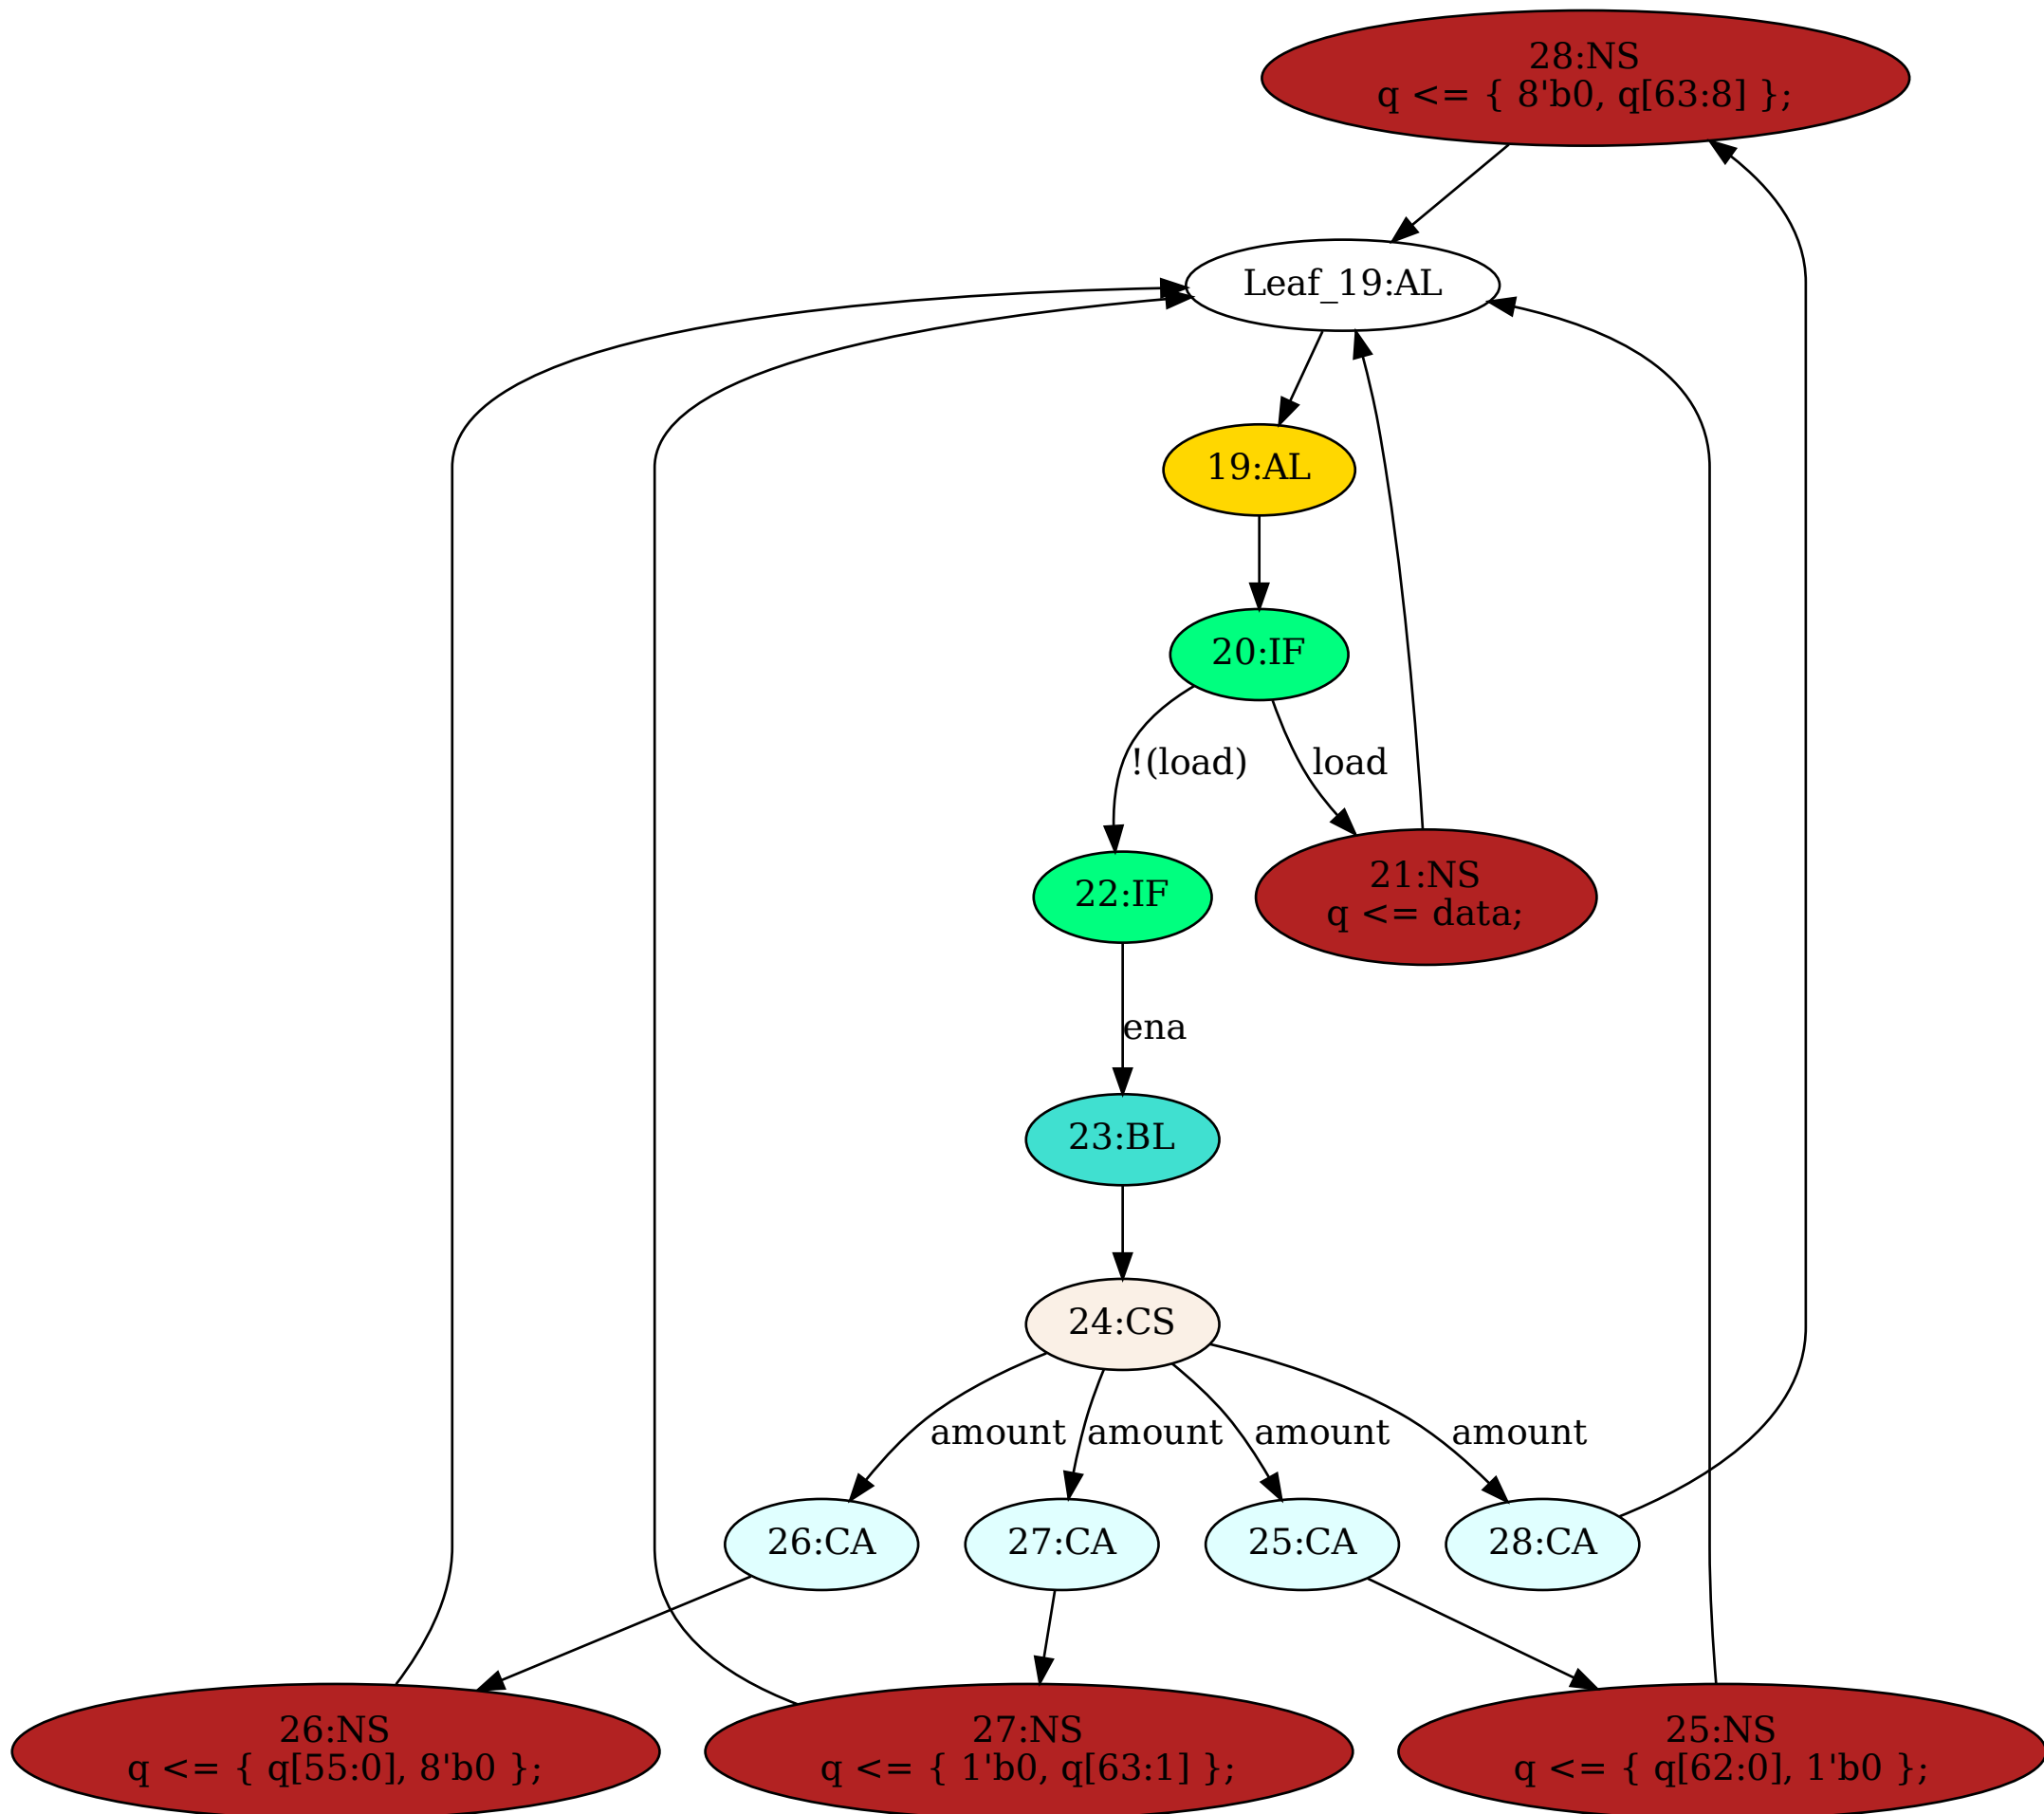 28:NS
q <= { 8'b0, q[63:8] };
Leaf_19:AL
19:AL
20:IF
!(load)
load
22:IF
21:NS
q <= data;
ena
23:BL
24:CS
amount
amount
amount
amount
26:CA
27:CA
25:CA
28:CA
26:NS
q <= { q[55:0], 8'b0 };
27:NS
q <= { 1'b0, q[63:1] };
25:NS
q <= { q[62:0], 1'b0 };